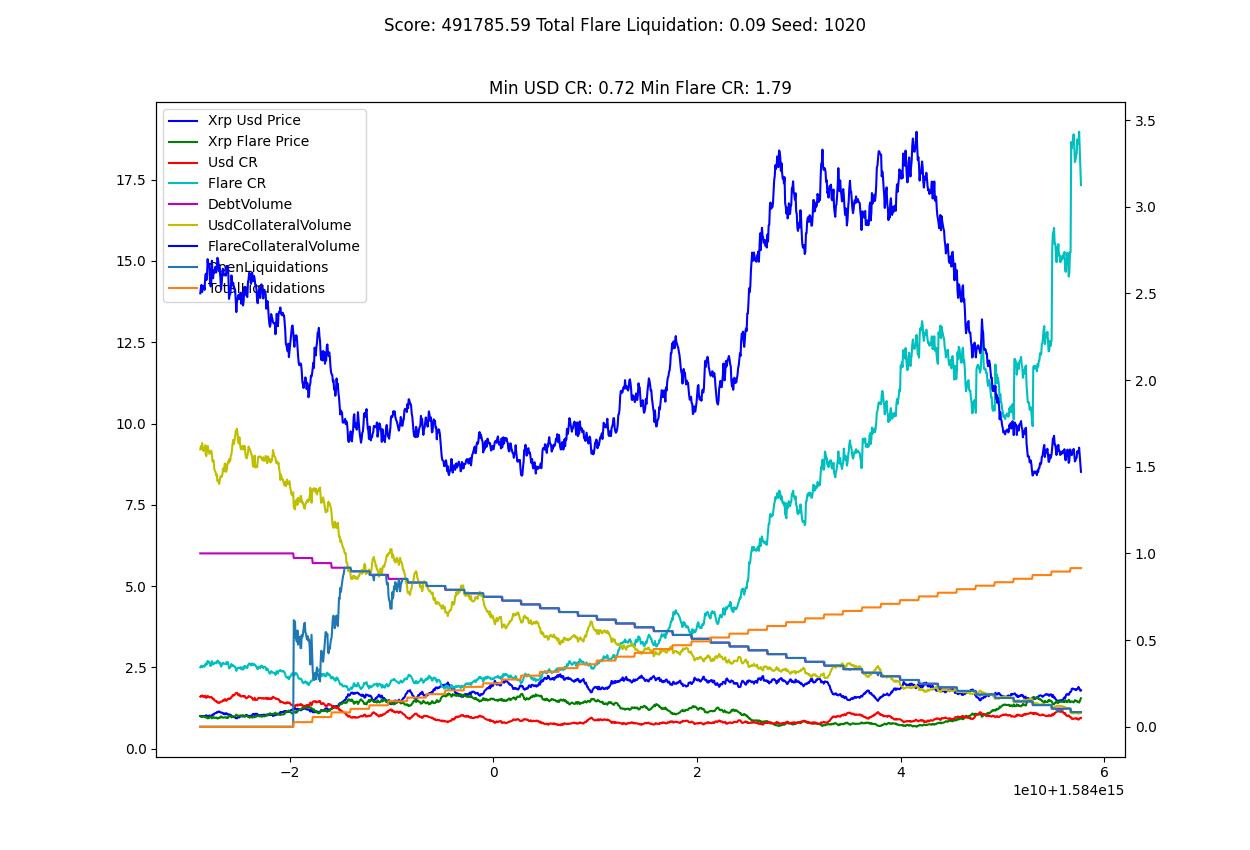 Score: 491785.59 Total Flare Liquidation: 0.09 Seed: 1020
Min USD CR: 0.72 Min Flare CR: 1.79
Xrp Usd Price
Xrp Flare Price
Usd CR
Flare CR
DebtVolume
UsdCollateralVolume
FlareCollateralVolume
OpenLiquidations
TotalLiquidations
17.5
15.0
12.5
10.0
7.5
5.0
2.5
0.0
3.5
3.0
2.5
2.0
1.5
1.0
0.5
0.0
−2
0
2
4
6
1e10+1.584e15